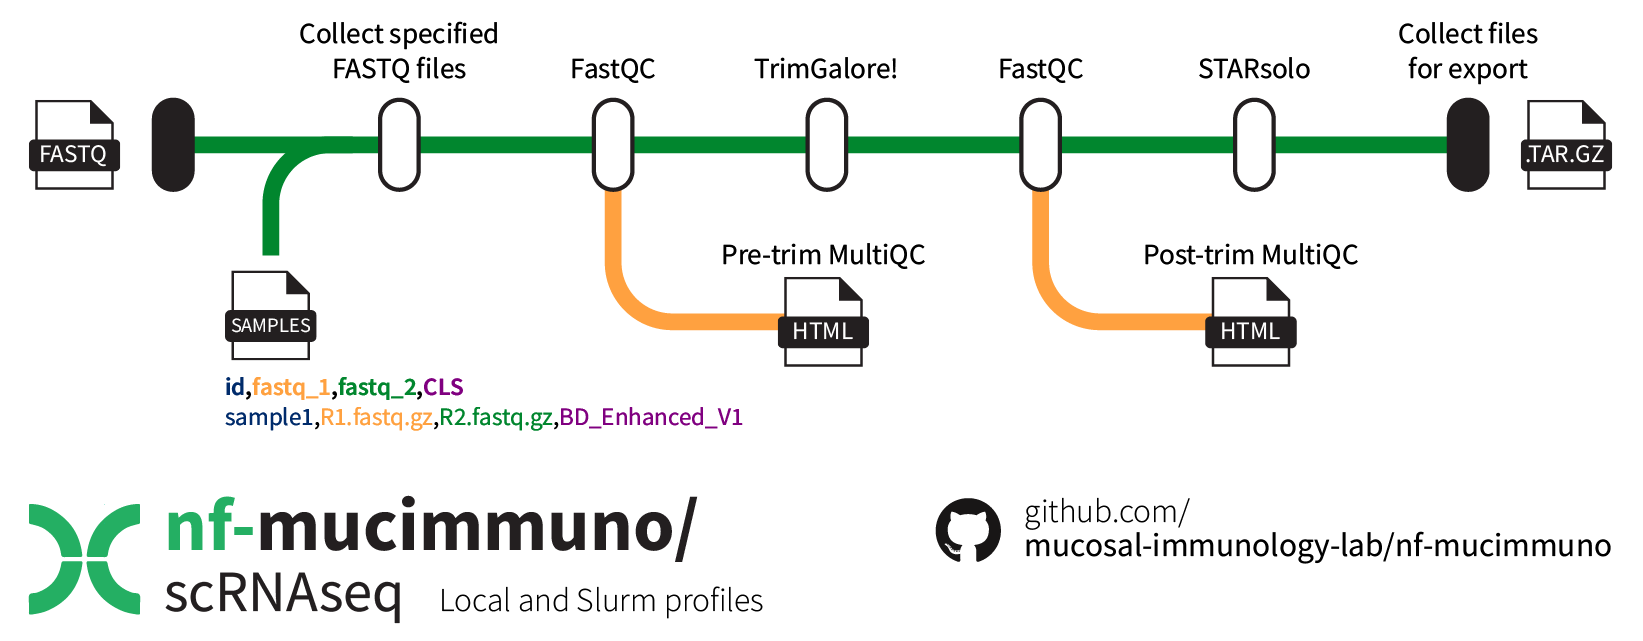 Collect specified
FASTQ files
FastQC
TrimGalore!
FastQC
STARsolo
Collect files
for export
FASTQ
.TAR.GZ
Pre-trim MultiQC
Post-trim MultiQC
SAMPLES
HTML
HTML
id,fastq_1,fastq_2,CLS
sample1,R1.fastq.gz,R2.fastq.gz,BD_Enhanced_V1
nf-mucimmuno/
scRNAseq
Local and Slurm profiles
github.com/
mucosal-immunology-lab/nf-mucimmuno